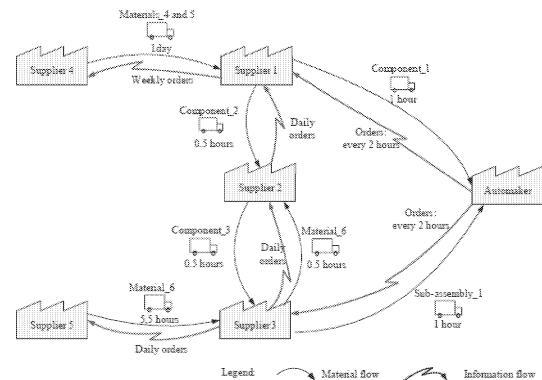 Materials_4 and 5
1day
Supplier 4
Supplier 1
Weekly orders
Component_1
1 hour
Component_2
0.5 hours
Daily
orders
Orders:
every 2 hours
Supplier 2
Automaker
Orders:
every 2 hours
Component_3
0.5 hours
Daily
orders
Material_6
0.5 hours
Material_6
5,5 hours
Sub-assembly_1
1 hour
Supplier 5
Supplier 3
Daily orders
Legend:
Material flow
Information flow